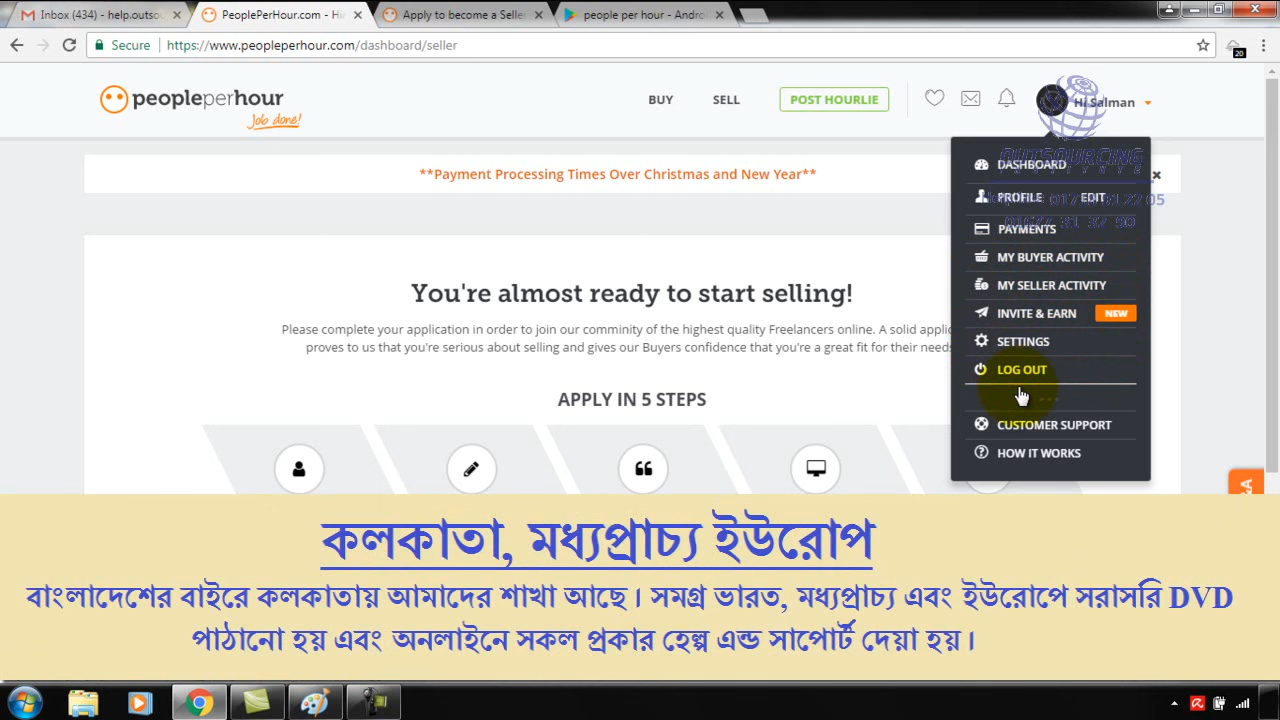 Inbox (434) - help.outso
PeoplePerHour.com - Hi
Apply to become a Selle
people per hour - Andro
Secure
https://www.peopleperhour.com/dashboard/seller
20
peopleperhour
Job done!
BUY
SELL
POST HOURLIE
Hi Salman
OUTSOURCING
DASHBOARD
**Payment Processing Times Over Christmas and New Year**
PROFILE
EDIT
PAYMENTS
MY BUYER ACTIVITY
MY SELLER ACTIVITY
INVITE & EARN
NEW
SETTINGS
LOG OUT
CUSTOMER SUPPORT
HOW IT WORKS
You're almost ready to start selling!
Please complete your application in order to join our comminity of the highest quality Freelancers online. A solid applic
proves to us that you're serious about selling and gives our Buyers confidence that you're a great fit for their needs
APPLY IN 5 STEPS
কলকাতা, মধ্যপ্রাচ্য ইউরোপ
বাংলাদেশের বাইরে কলকাতায় আমাদের শাখা আছে। সমগ্র ভারত, মধ্যপ্রাচ্য এবং ইউরোপে সরাসরি DVD
পাঠানো হয় এবং অনলাইনে সকল প্রকার হেল্প এন্ড সাপোর্ট দেয়া হয়।